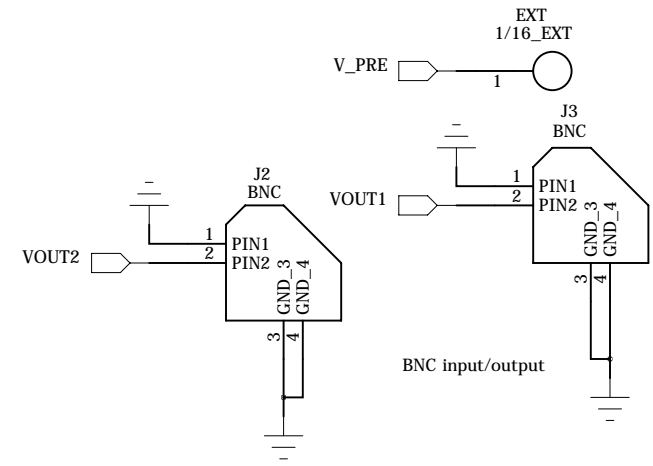 EXT
1/16_EXT
V_PRE
1
J3
BNC
1
PIN1
VOUT1
2
PIN2
GND_3
GND_4
3
4
J2
BNC
1
PIN1
VOUT2
2
PIN2
GND_3
GND_4
3
4
BNC input/output